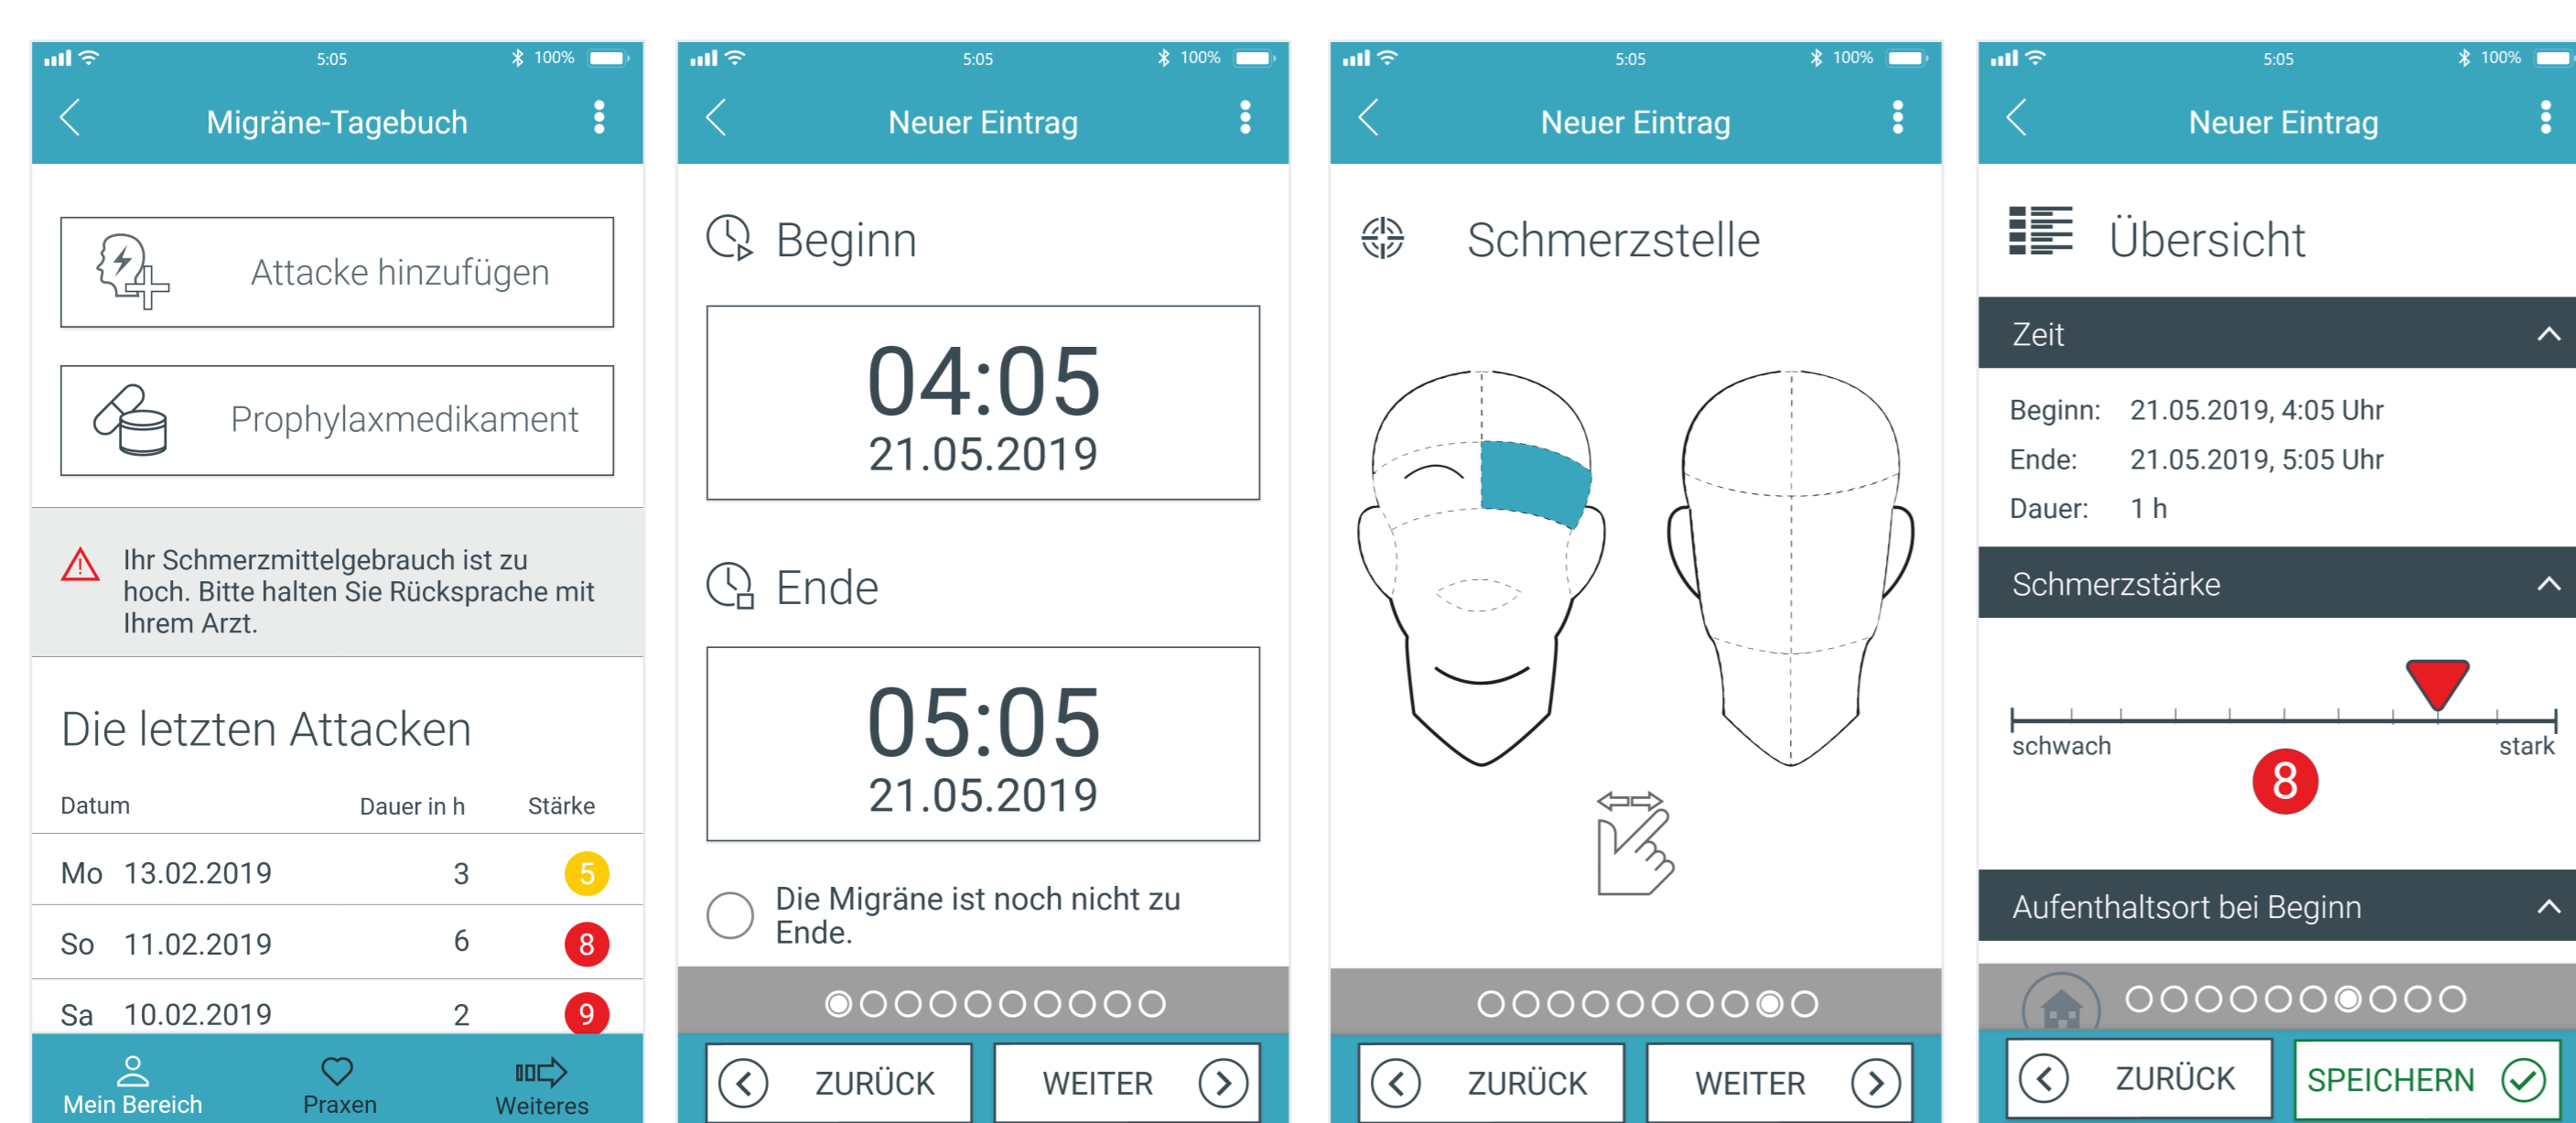 5:05
100%
Migräne-Tagebuch
Attacke hinzufügen
Prophylaxmedikament
Ihr Schmerzmittelgebrauch ist zu
hoch. Bitte halten Sie Rücksprache mit
Ihrem Arzt.
Die letzten Attacken
Datum Dauer in h Stärke
Mo 13.02.2019 3 5
So 11.02.2019 6 8
Sa 10.02.2019 2 9
Mein Bereich Praxen Weiteres
5:05
100%
Neuer Eintrag
Beginn
04:05
21.05.2019
Ende
05:05
21.05.2019
Die Migräne ist noch nicht zu
Ende.
ZURÜCK WEITER
5:05
100%
Neuer Eintrag
Schmerzstelle
ZURÜCK WEITER
5:05
100%
Neuer Eintrag
Übersicht
Zeit
Beginn: 21.05.2019, 4:05 Uhr
Ende: 21.05.2019, 5:05 Uhr
Dauer: 1 h
Schmerzstärke
schwach stark
8
Aufenthaltsort bei Beginn
ZURÜCK SPEICHERN